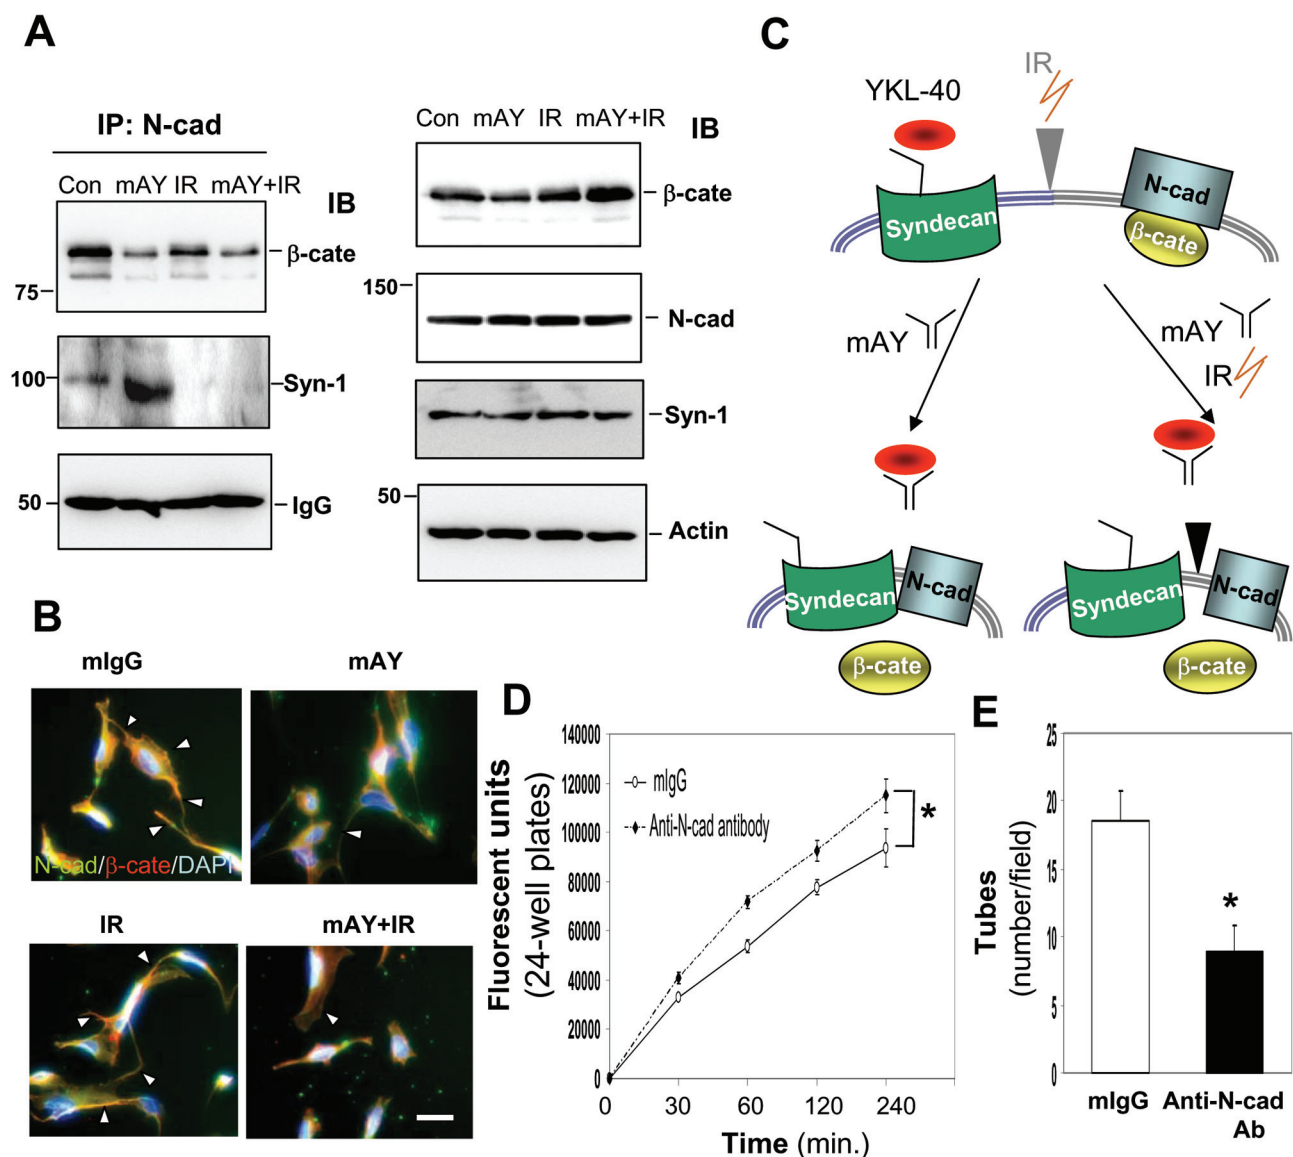 A
IP: N-cad
Con mAY IR mAY+IR
IB
β-cate
75
100
Syn-1
50
IgG
Con mAY IR mAY+IR
IB
β-cate
150
N-cad
Syn-1
50
Actin
B
mIgG
mAY
N-cad/β-cate/DAPI
IR
mAY+IR
C
IR
YKL-40
Syndecan
N-cad
β-cate
mAY
mAY
IR
Syndecan
N-cad
β-cate
Syndecan
N-cad
β-cate
D
Fluorescent units
(24-well plates)
140000
120000
100000
80000
60000
40000
20000
0
mIgG
Anti-N-cad antibody
*
0 30 60 120 240
Time (min.)
E
Tubes
(number/field)
25
20
15
10
5
0
*
mIgG Anti-N-cad
Ab